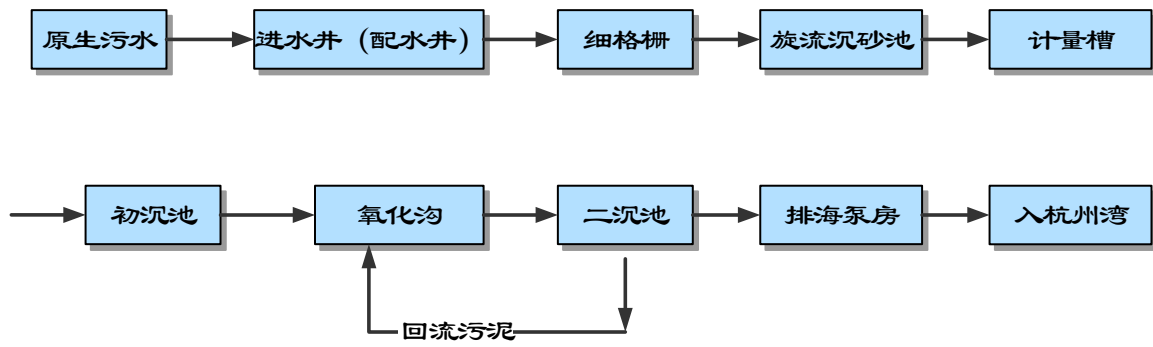 原生污水
进水井（配水井）
细格栅
旋流沉砂池
计量槽
初沉池
氧化沟
二沉池
排海泵房
入杭州湾
回流污泥